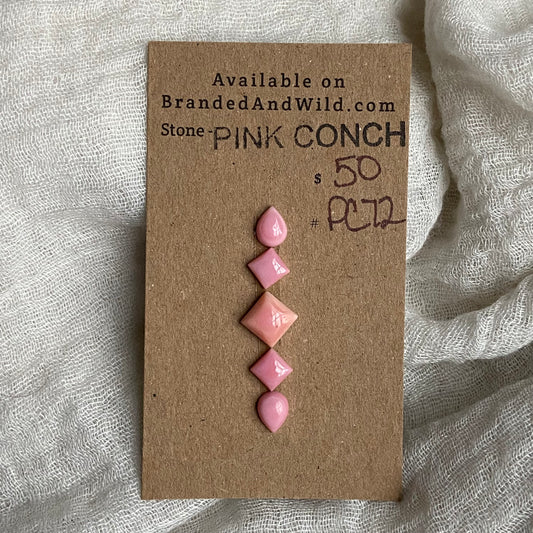 Available on
BrandedAndWild.com
Stone- PINK CONCH
$ 50
# PC72